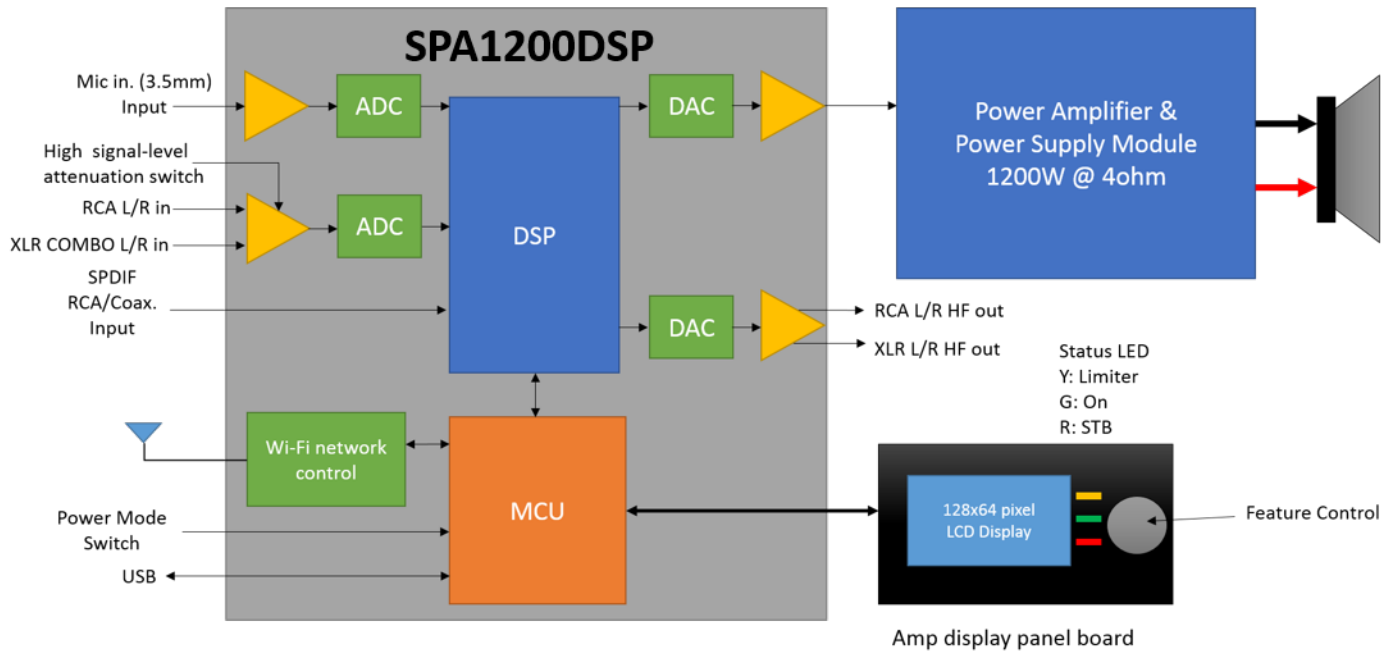 SPA1200DSP
Mic in. (3.5mm)
Input
ADC
DAC
Power Amplifier &
Power Supply Module
1200W @ 4ohm
High  signal-level
attenuation switch
RCA L/R in
XLR COMBO L/R in
ADC
DSP
SPDIF
RCA/Coax.
Input
DAC
RCA L/R HF out
XLR L/R HF out
Status LED
Y: Limiter
G: On
R: STB
Wi-Fi network
control
MCU
Power Mode
Switch
USB
128x64 pixel
LCD Display
Feature Control
Amp display panel board